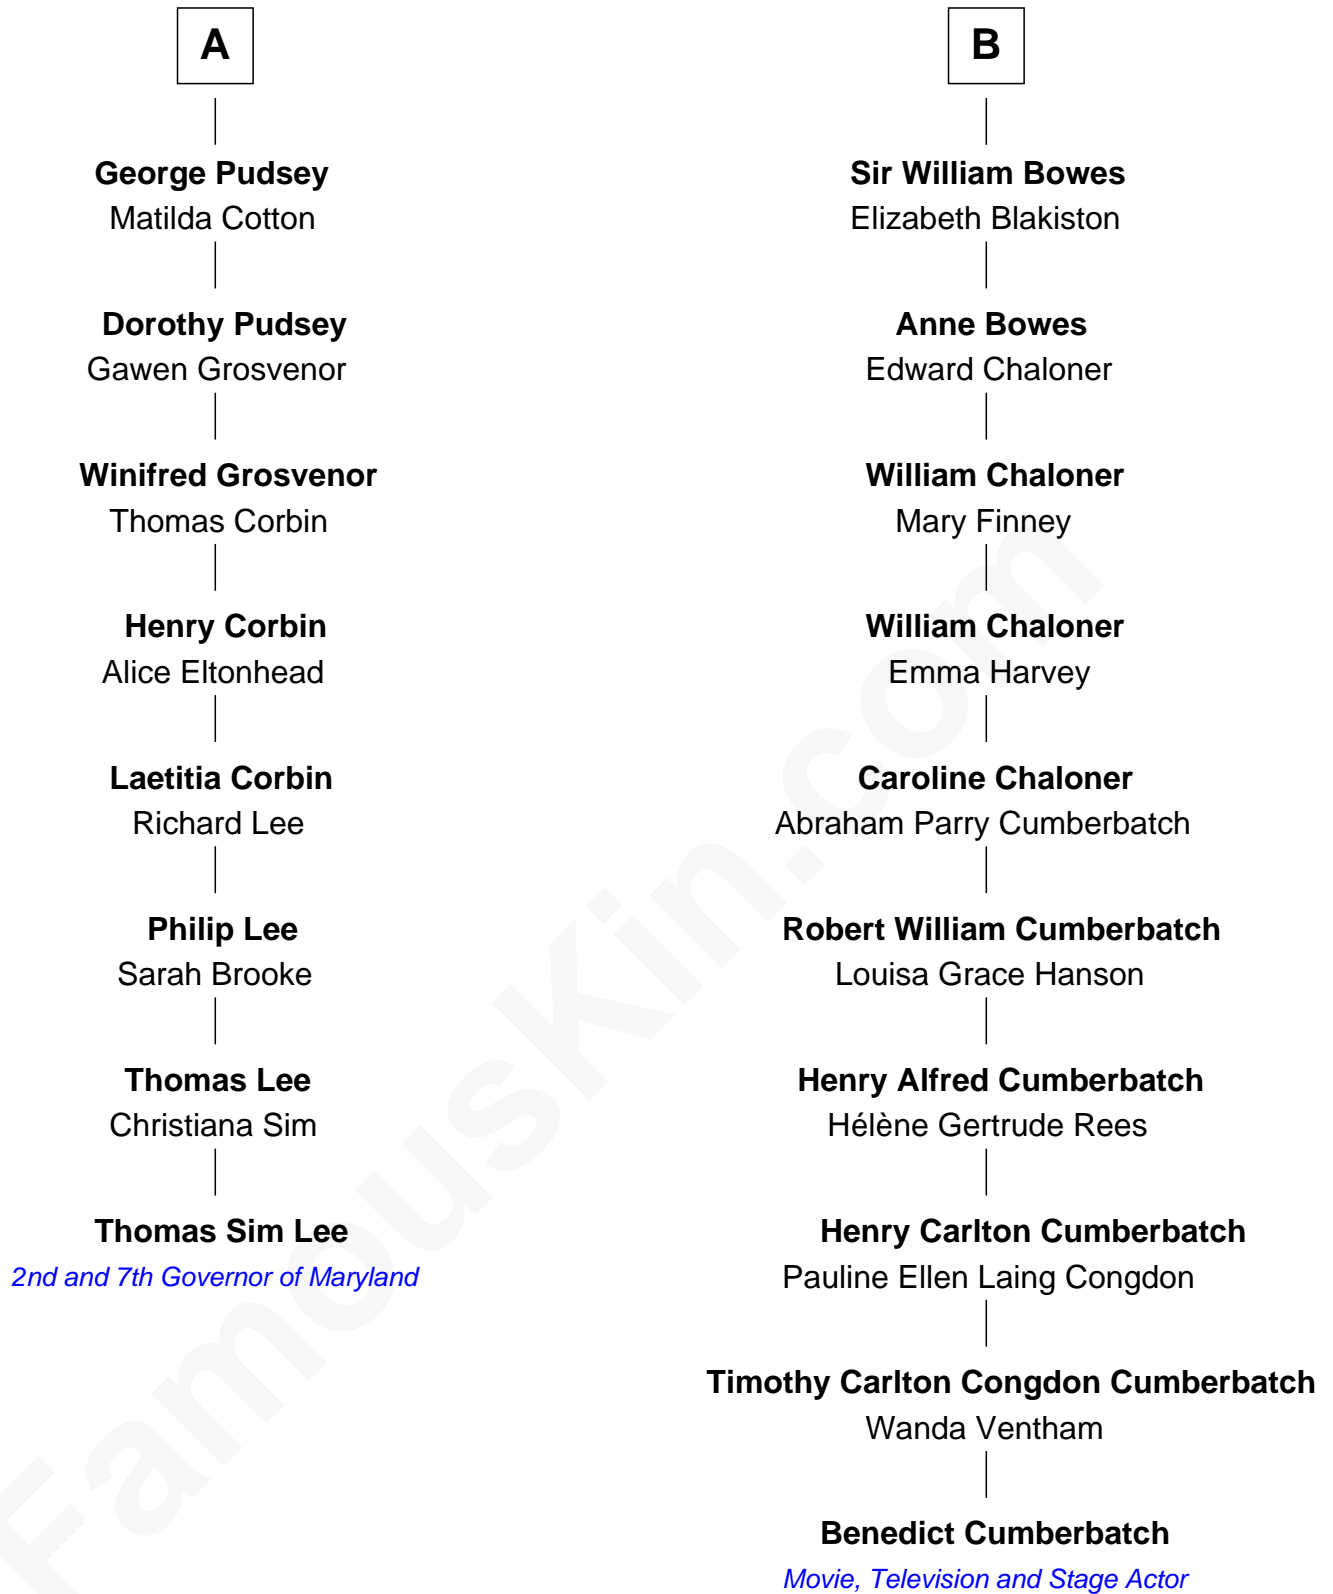 A
George Pudsey
Matilda Cotton
Dorothy Pudsey
Gawen Grosvenor
Winifred Grosvenor
Thomas Corbin
Henry Corbin
Alice Eltonhead
Laetitia Corbin
Richard Lee
Philip Lee
Sarah Brooke
Thomas Lee
Christiana Sim
Thomas Sim Lee
2nd and 7th Governor of Maryland
B
Sir William Bowes
Elizabeth Blakiston
Anne Bowes
Edward Chaloner
William Chaloner
Mary Finney
William Chaloner
Emma Harvey
Caroline Chaloner
Abraham Parry Cumberbatch
Robert William Cumberbatch
Louisa Grace Hanson
Henry Alfred Cumberbatch
Hélène Gertrude Rees
Henry Carlton Cumberbatch
Pauline Ellen Laing Congdon
Timothy Carlton Congdon Cumberbatch
Wanda Ventham
Benedict Cumberbatch
Movie, Television and Stage Actor
FamousKin.com